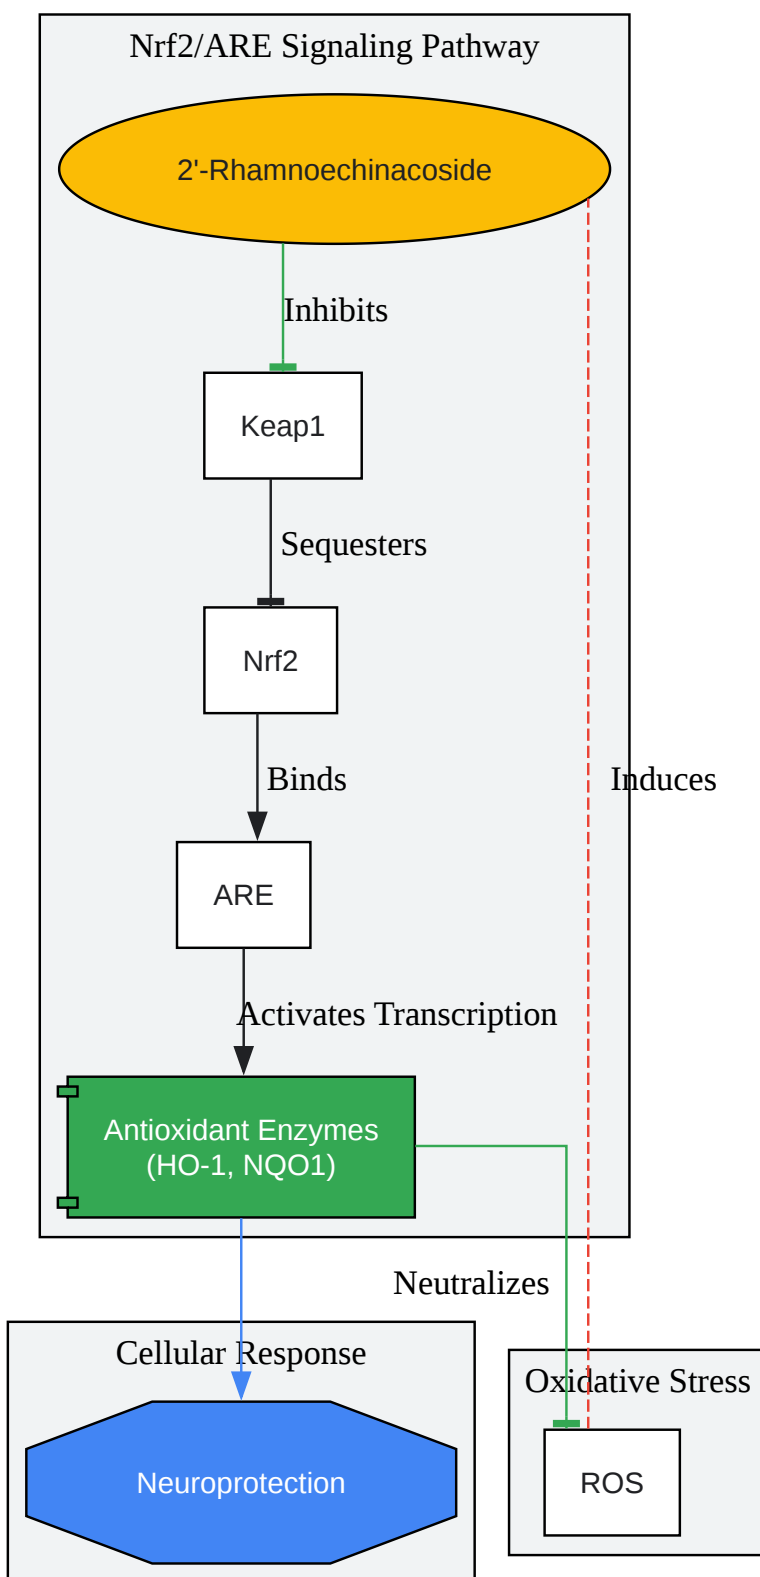 Nrf2/ARE Signaling Pathway
2'-Rhamnoechinacoside
Inhibits
Keap1
Sequesters
Nrf2
Binds
Induces
ARE
Activates Transcription
Antioxidant Enzymes
(HO-1, NQO1)
Neutralizes
Cellular Response
Oxidative Stress
Neuroprotection
ROS